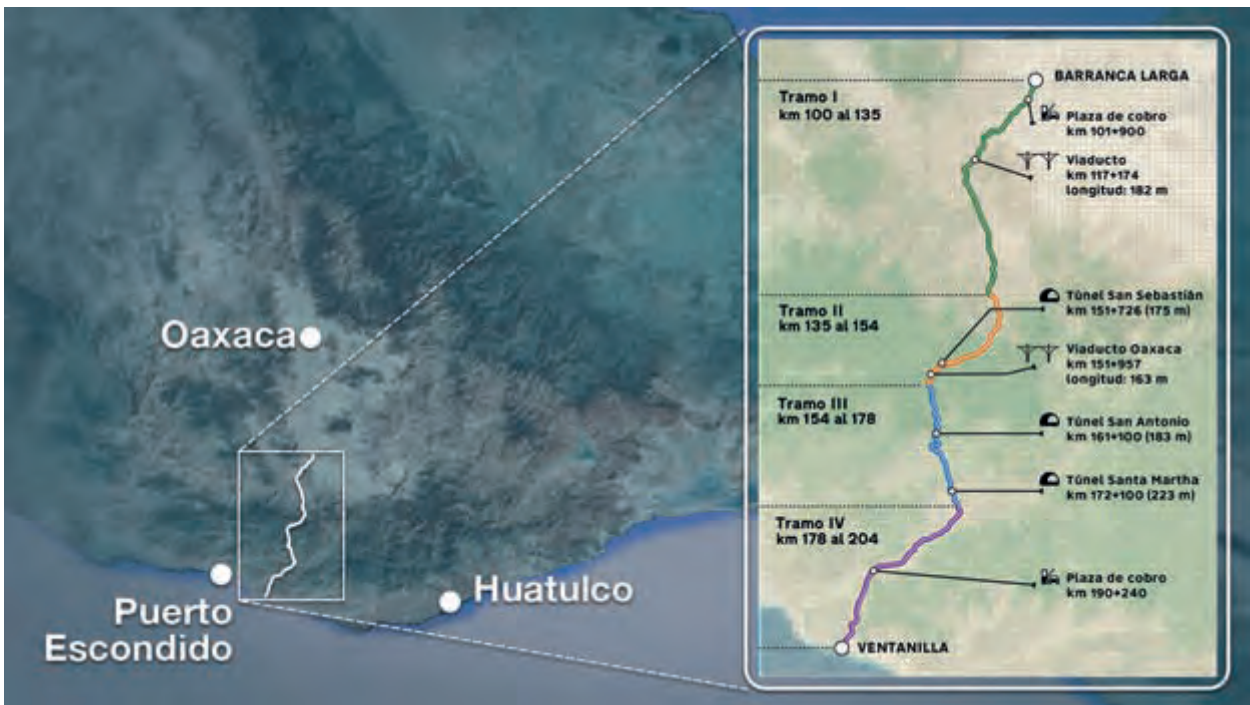 Oaxaca
Puerto
Escondido
Huatulco
BARRANCA LARGA
Tramo I
km 100 al 135
Plaza de cobro
km 101+900
Viaducto
km 117+174
longitud: 182 m
Tramo II
km 135 al 154
Túnel San Sebastián
km 151+726 (175 m)
Viaducto Oaxaca
km 151+957
longitud: 163 m
Tramo III
km 154 al 178
Túnel San Antonio
km 161+100 (183 m)
Túnel Santa Martha
km 172+100 (223 m)
Tramo IV
km 178 al 204
Plaza de cobro
km 190+240
VENTANILLA